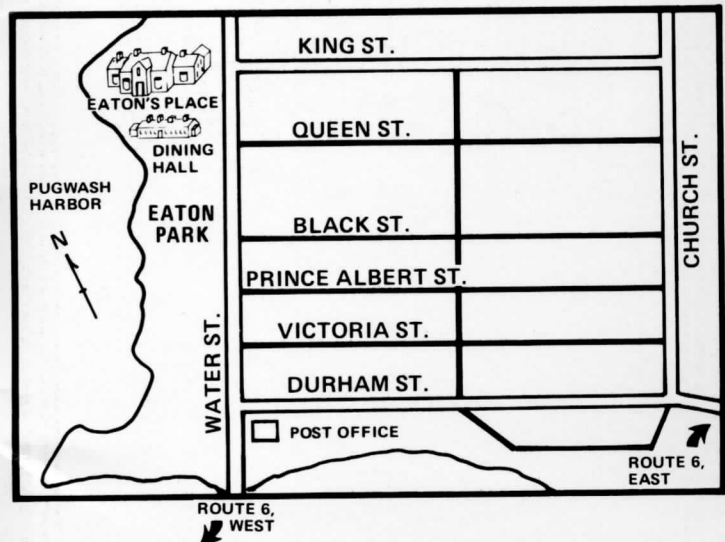 KING ST.
EATON'S PLACE
DINING
HALL
QUEEN ST.
PUGWASH
HARBOR
EATON
PARK
BLACK ST.
N
PRINCE ALBERT ST.
WATER ST.
CHURCH ST.
VICTORIA ST.
DURHAM ST.
POST OFFICE
ROUTE 6,
EAST
ROUTE 6,
WEST